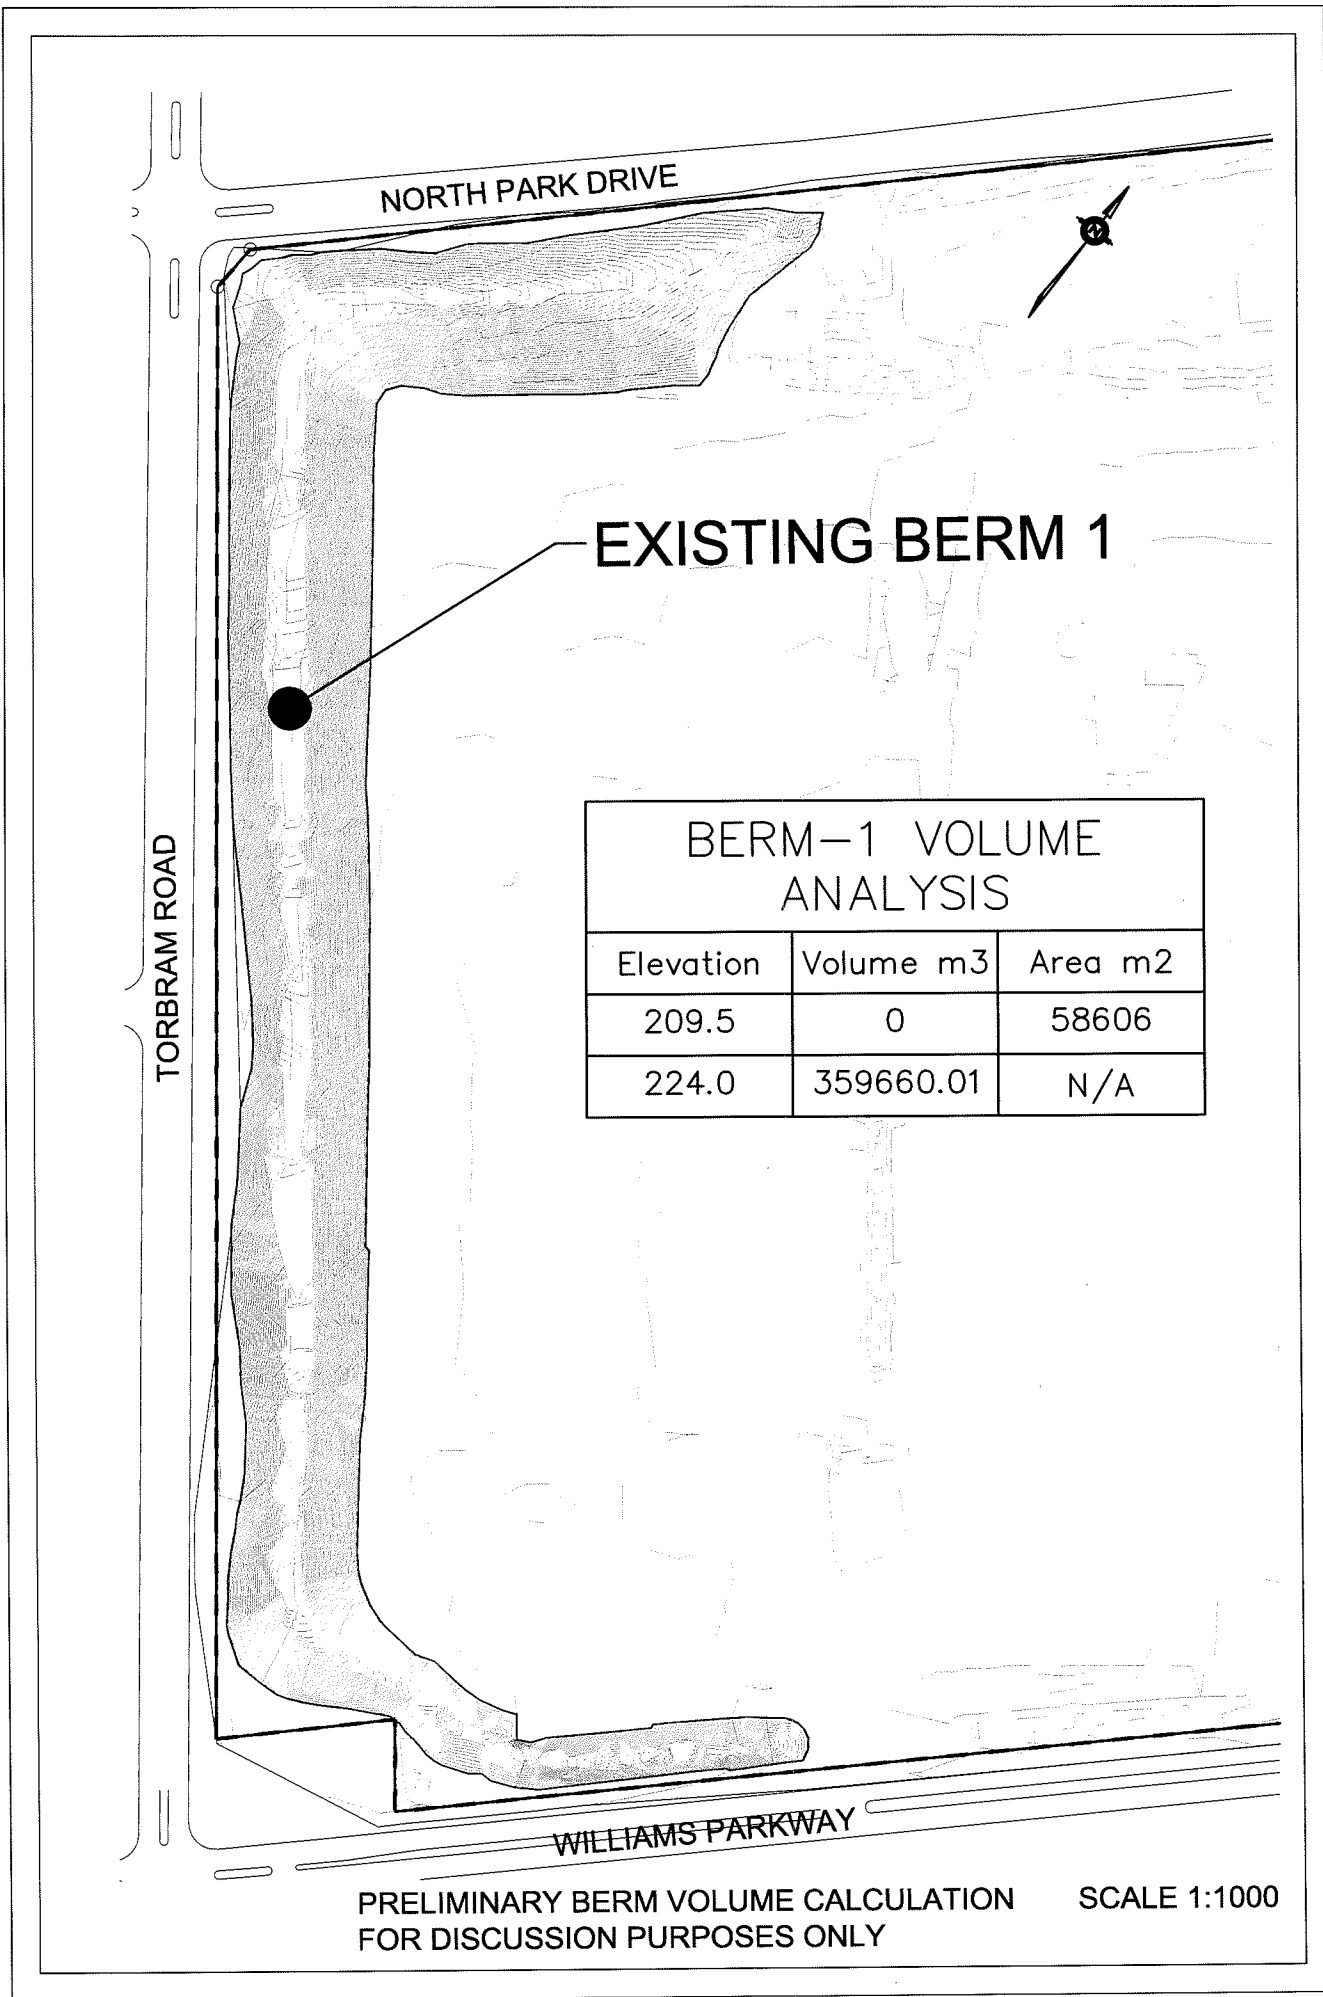 NORTH PARK DRIVE
N
EXISTING BERM 1
TORBRAM ROAD
BERM-1 VOLUME
ANALYSIS
Elevation Volume m3 Area m2
209.5 0 58606
224.0 359660.01 N/A
WILLIAMS PARKWAY
PRELIMINARY BERM VOLUME CALCULATION SCALE 1:1000
FOR DISCUSSION PURPOSES ONLY